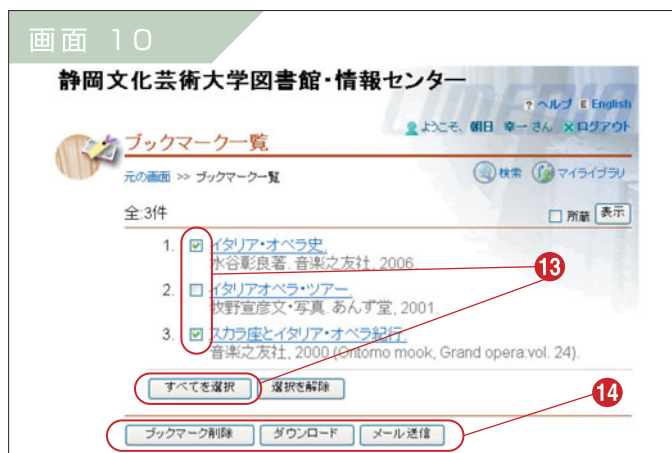 画面 10
静岡文化芸術大学図書館・情報センター
? ヘルプ E English
ようこそ、朝日 幸一 さん ×ログアウト
ブックマーク一覧
元の画面 >> ブックマーク一覧
検索 マイライブラリ
全:3件
所蔵 表示
1. イタリア・オペラ史.
水谷彰良著. 音楽之友社, 2006.
⑬
2. イタリアオペラ・ツアー.
牧野宣彦文・写真. あんず堂, 2001.
3. スカラ座とイタリア・オペラ紀行.
音楽之友社, 2000 (Ontomo mook, Grand opera:vol. 24).
すべてを選択 選択を解除
⑭
ブックマーク削除 ダウンロード メール送信